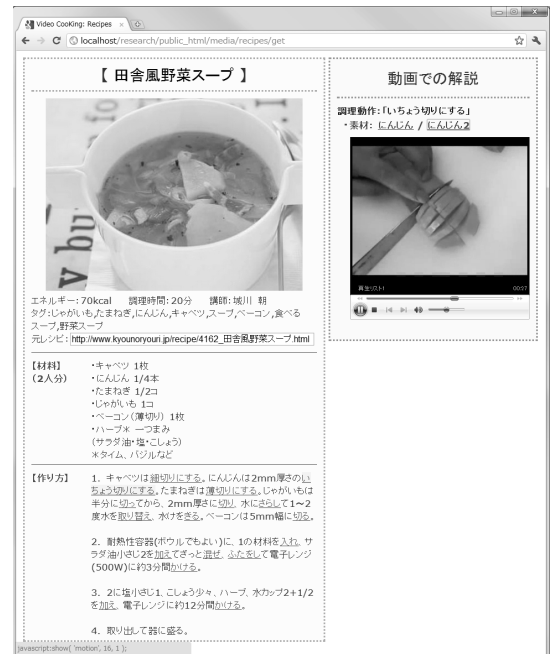 Video CooKing: Recipes
localhost/research/public_html/media/recipes/get
【 田舎風野菜スープ 】
エネルギー：70kcal　調理時間：20分　講師：城川 朝
タグ：じゃがいも,たまねぎ,にんじん,キャベツ,スープ,ベーコン,食べる
スープ,野菜スープ
元レシピ： http://www.kyounoryouri.jp/recipe/4162_田舎風野菜スープ.html
【材料】
（2人分）
・キャベツ 1枚
・にんじん 1/4本
・たまねぎ 1/2コ
・じゃがいも 1コ
・ベーコン（薄切り） 1枚
・ハーブ＊ 一つまみ
（サラダ油・塩・こしょう）
＊タイム、バジルなど
【作り方】
1. キャベツは細切りにする。にんじんは2mm厚さのい
ちょう切りにする。たまねぎは薄切りにする。じゃがいもは
半分に切ってから、2mm厚さに切り、水にさらして1～2
度水を取り替え、水けをきる。ベーコンは5mm幅に切る。
2. 耐熱性容器(ボウルでもよい)に、1の材料を入れ、サ
ラダ油小さじ2を加えてざっと混ぜ、ふたをして電子レンジ
(500W)に約3分間かける。
3. 2に塩小さじ1、こしょう少々、ハーブ、水カップ2+1/2
を加え、電子レンジに約12分間かける。
4. 取り出して器に盛る。
動画での解説
調理動作：「いちょう切りにする」
・素材： にんじん / にんじん2
再生リスト1
00:27
javascript:show( 'motion', 16, 1 );